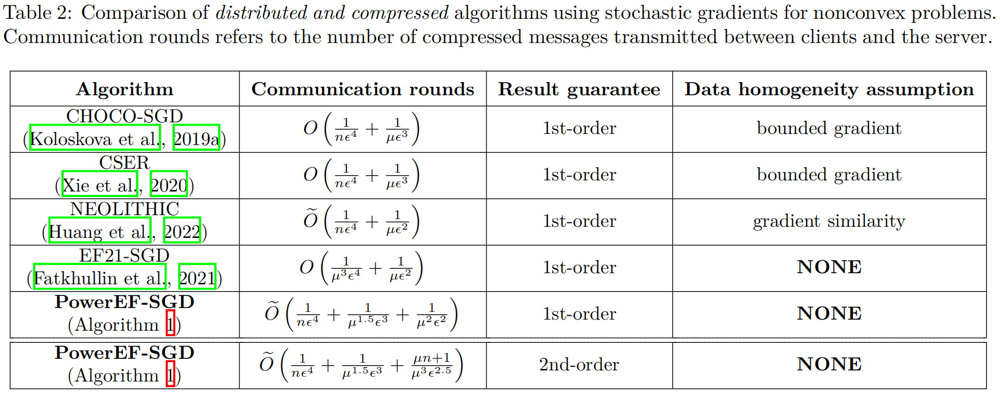 Table 2: Comparison of distributed and compressed algorithms using stochastic gradients for nonconvex problems.
Communication rounds refers to the number of compressed messages transmitted between clients and the server.
Algorithm | Communication rounds | Result guarantee | Data homogeneity assumption
CHOCO-SGD
(Koloskova et al., 2019a) | $O\left(\frac{1}{n\epsilon^4} + \frac{1}{\mu\epsilon^3}\right)$ | 1st-order | bounded gradient
CSER
(Xie et al., 2020) | $O\left(\frac{1}{n\epsilon^4} + \frac{1}{\mu\epsilon^3}\right)$ | 1st-order | bounded gradient
NEOLITHIC
(Huang et al., 2022) | $\widetilde{O}\left(\frac{1}{n\epsilon^4} + \frac{1}{\mu\epsilon^2}\right)$ | 1st-order | gradient similarity
EF21-SGD
(Fatkhullin et al., 2021) | $O\left(\frac{1}{\mu^3\epsilon^4} + \frac{1}{\mu\epsilon^2}\right)$ | 1st-order | NONE
PowerEF-SGD
(Algorithm 1) | $\widetilde{O}\left(\frac{1}{n\epsilon^4} + \frac{1}{\mu^{1.5}\epsilon^3} + \frac{1}{\mu^2\epsilon^2}\right)$ | 1st-order | NONE
PowerEF-SGD
(Algorithm 1) | $\widetilde{O}\left(\frac{1}{n\epsilon^4} + \frac{1}{\mu^{1.5}\epsilon^3} + \frac{\mu n+1}{\mu^3\epsilon^{2.5}}\right)$ | 2nd-order | NONE